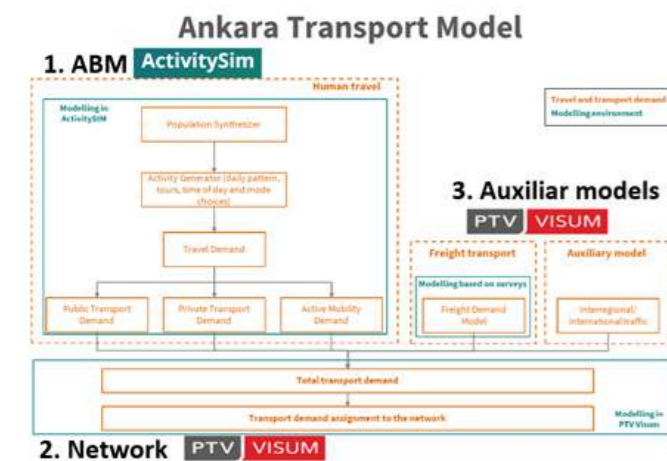 Ankara Transport Model
1. ABM ActivitySim
Human travel
Modelling in
ActivitySIM
Population Synthesizer
Activity Generator (daily pattern,
tours, time of day and mode
choices)
Travel Demand
Public Transport
Demand
Private Transport
Demand
Active Mobility
Demand
Travel and transport demand
Modelling environment
3. Auxiliar models
PTV VISUM
Freight transport
Modelling based on surveys
Freight Demand
Model
Auxiliary model
Interregional/
international traffic
Total transport demand
Transport demand assignment to the network
Modelling in
PTV Visum
2. Network PTV VISUM